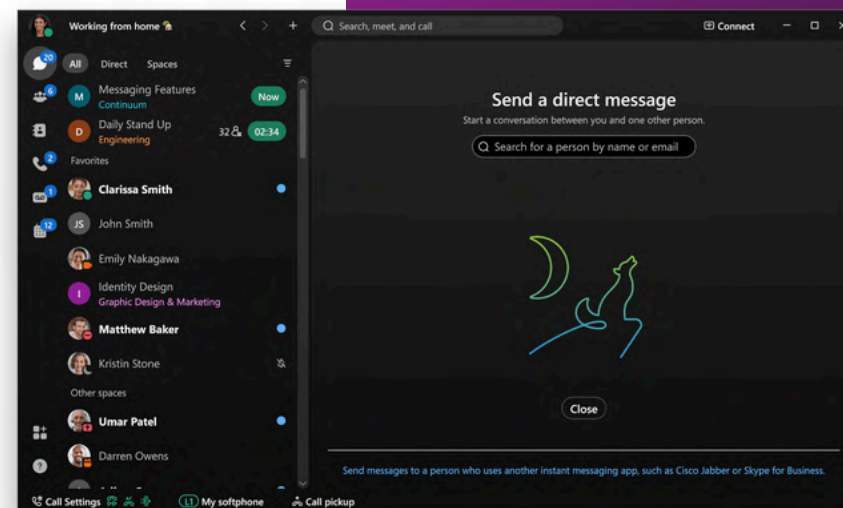 Working from home
Search, meet, and call
Connect
20
All
Direct
Spaces
6
M
Messaging Features
Continuum
Now
D
Daily Stand Up
Engineering
32
02:34
2
Favorites
Clarissa Smith
1
12
JS
John Smith
Emily Nakagawa
I
Identity Design
Graphic Design & Marketing
Matthew Baker
Kristin Stone
Other spaces
Umar Patel
Darren Owens
?
Call Settings
L1
My softphone
Call pickup
Send a direct message
Start a conversation between you and one other person.
Search for a person by name or email
Close
Send messages to a person who uses another instant messaging app, such as Cisco Jabber or Skype for Business.